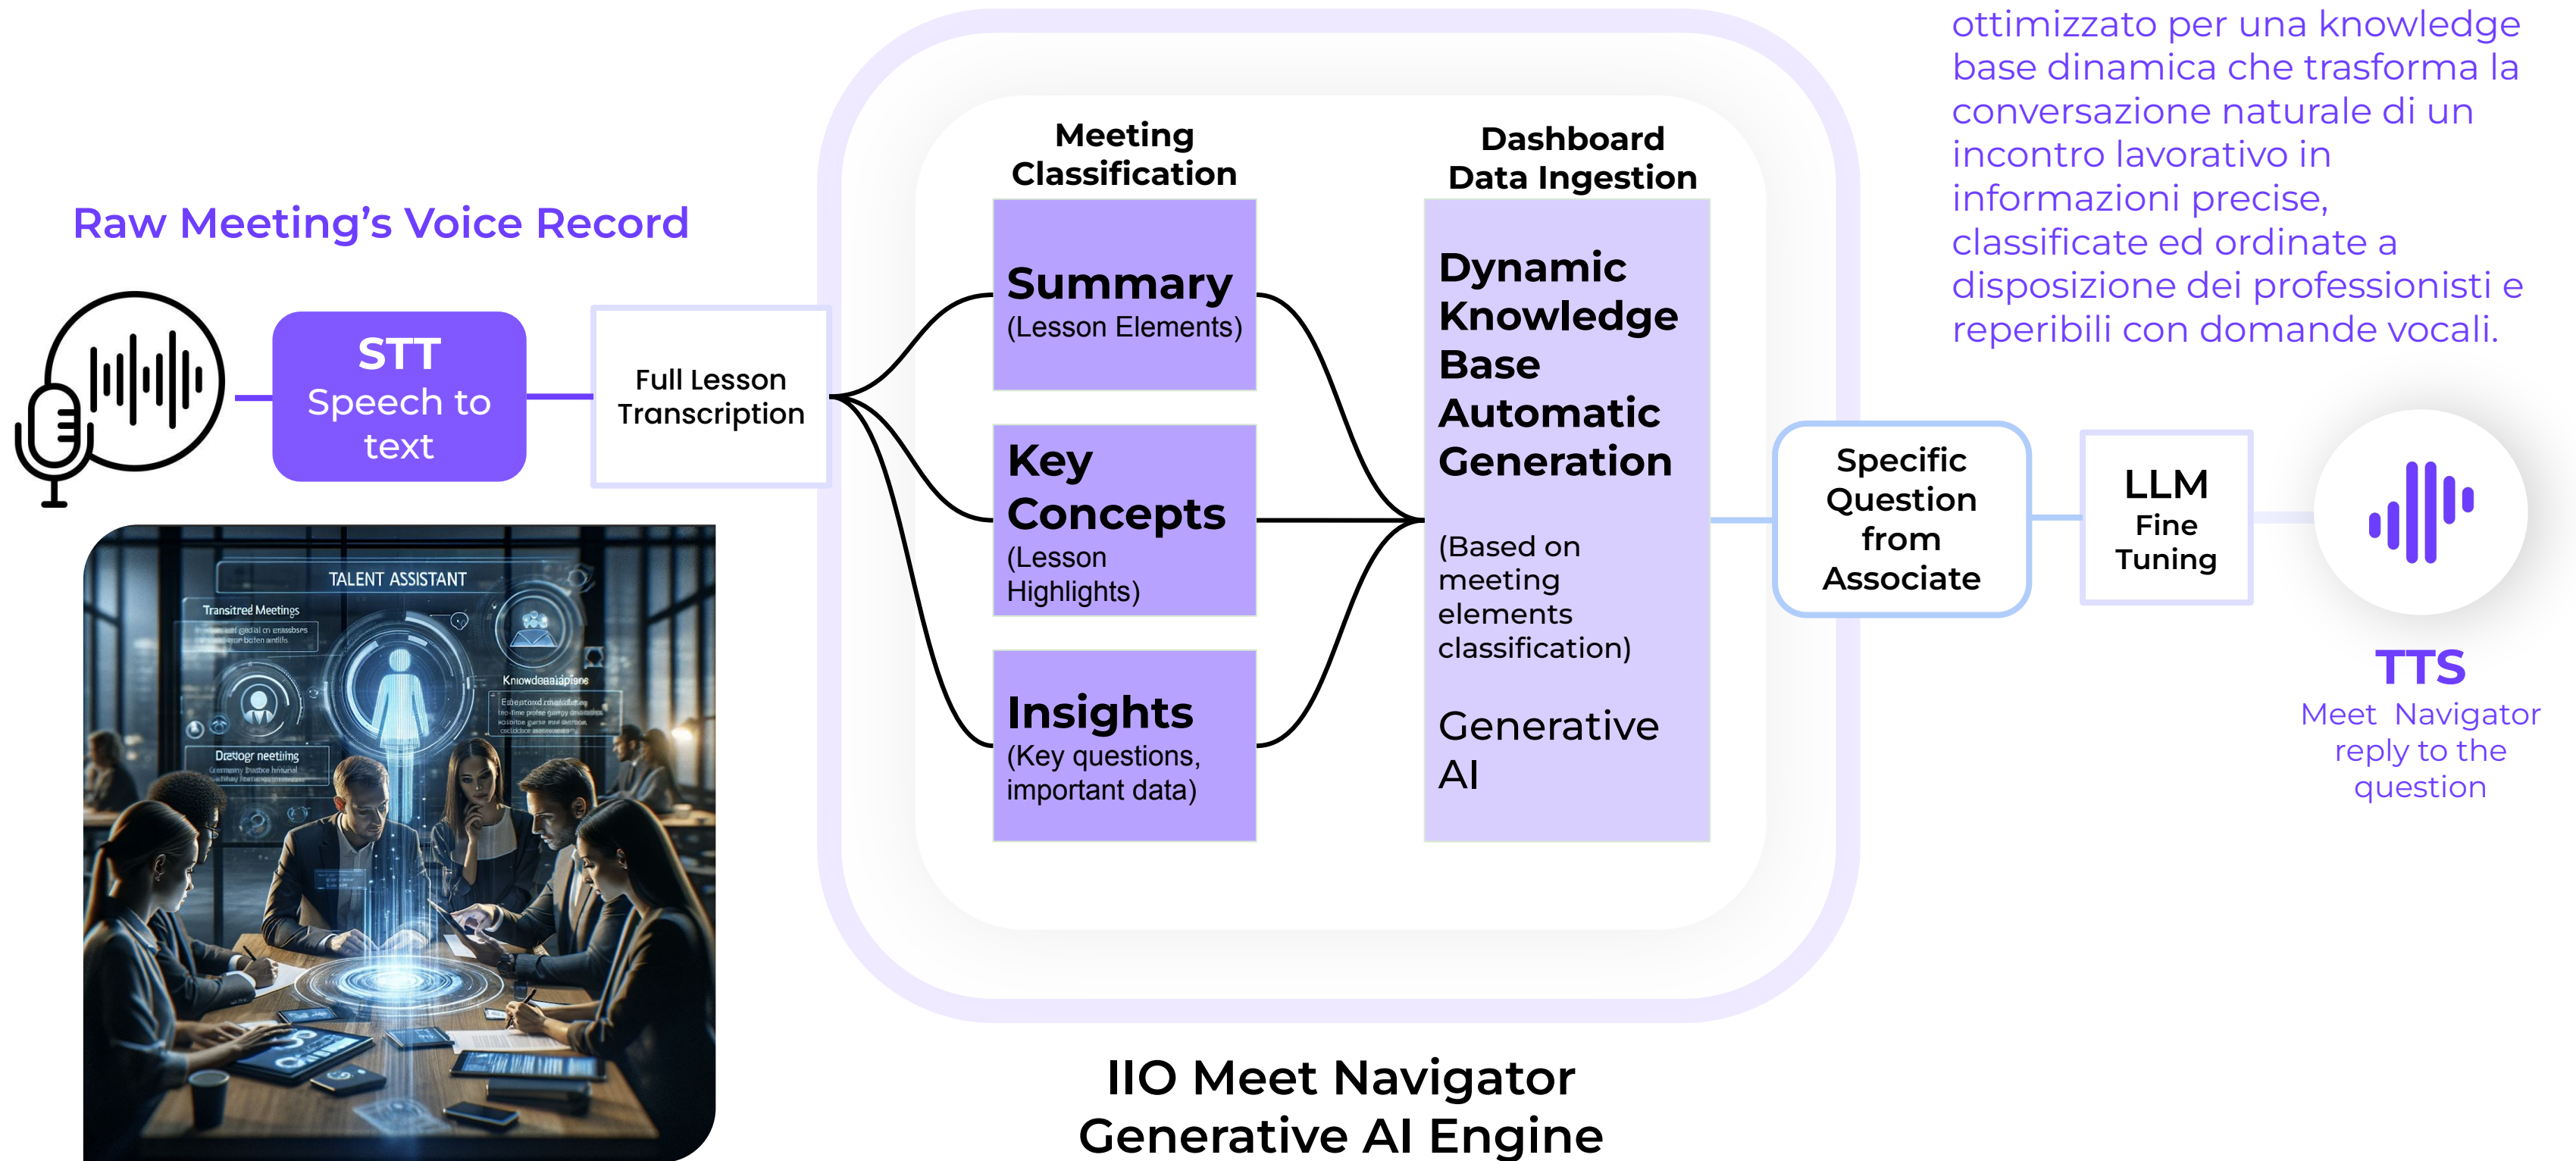 ottimizzato per una knowledge
base dinamica che trasforma la
conversazione naturale di un
incontro lavorativo in
informazioni precise,
classificate ed ordinate a
disposizione dei professionisti e
reperibili con domande vocali.
Raw Meeting’s Voice Record
STT
Speech to
text
Full Lesson
Transcription
Meeting
Classification
Summary
(Lesson Elements)
Key
Concepts
(Lesson
Highlights)
Insights
(Key questions,
important data)
Dashboard
Data Ingestion
Dynamic
Knowledge
Base
Automatic
Generation
(Based on
meeting
elements
classification)
Generative
AI
Specific
Question
from
Associate
LLM
Fine
Tuning
TTS
Meet Navigator
reply to the
question
TALENT ASSISTANT
Transitred Meetings
IIO Meet Navigator
Generative AI Engine